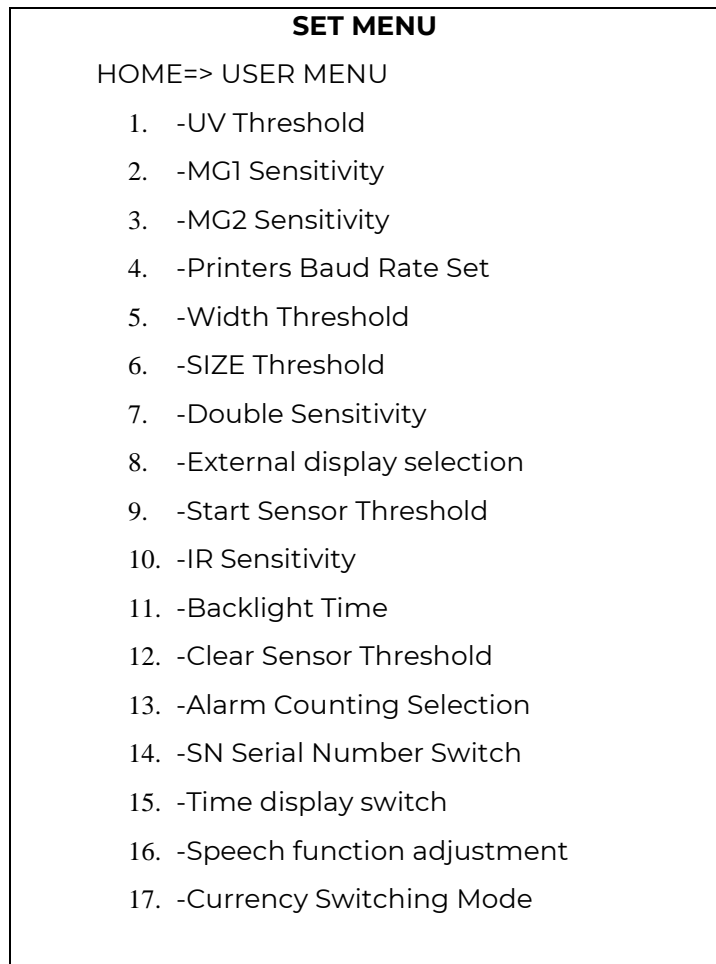 SET MENU
HOME=> USER MENU
1. -UV Threshold
2. -MG1 Sensitivity
3. -MG2 Sensitivity
4. -Printers Baud Rate Set
5. -Width Threshold
6. -SIZE Threshold
7. -Double Sensitivity
8. -External display selection
9. -Start Sensor Threshold
10. -IR Sensitivity
11. -Backlight Time
12. -Clear Sensor Threshold
13. -Alarm Counting Selection
14. -SN Serial Number Switch
15. -Time display switch
16. -Speech function adjustment
17. -Currency Switching Mode